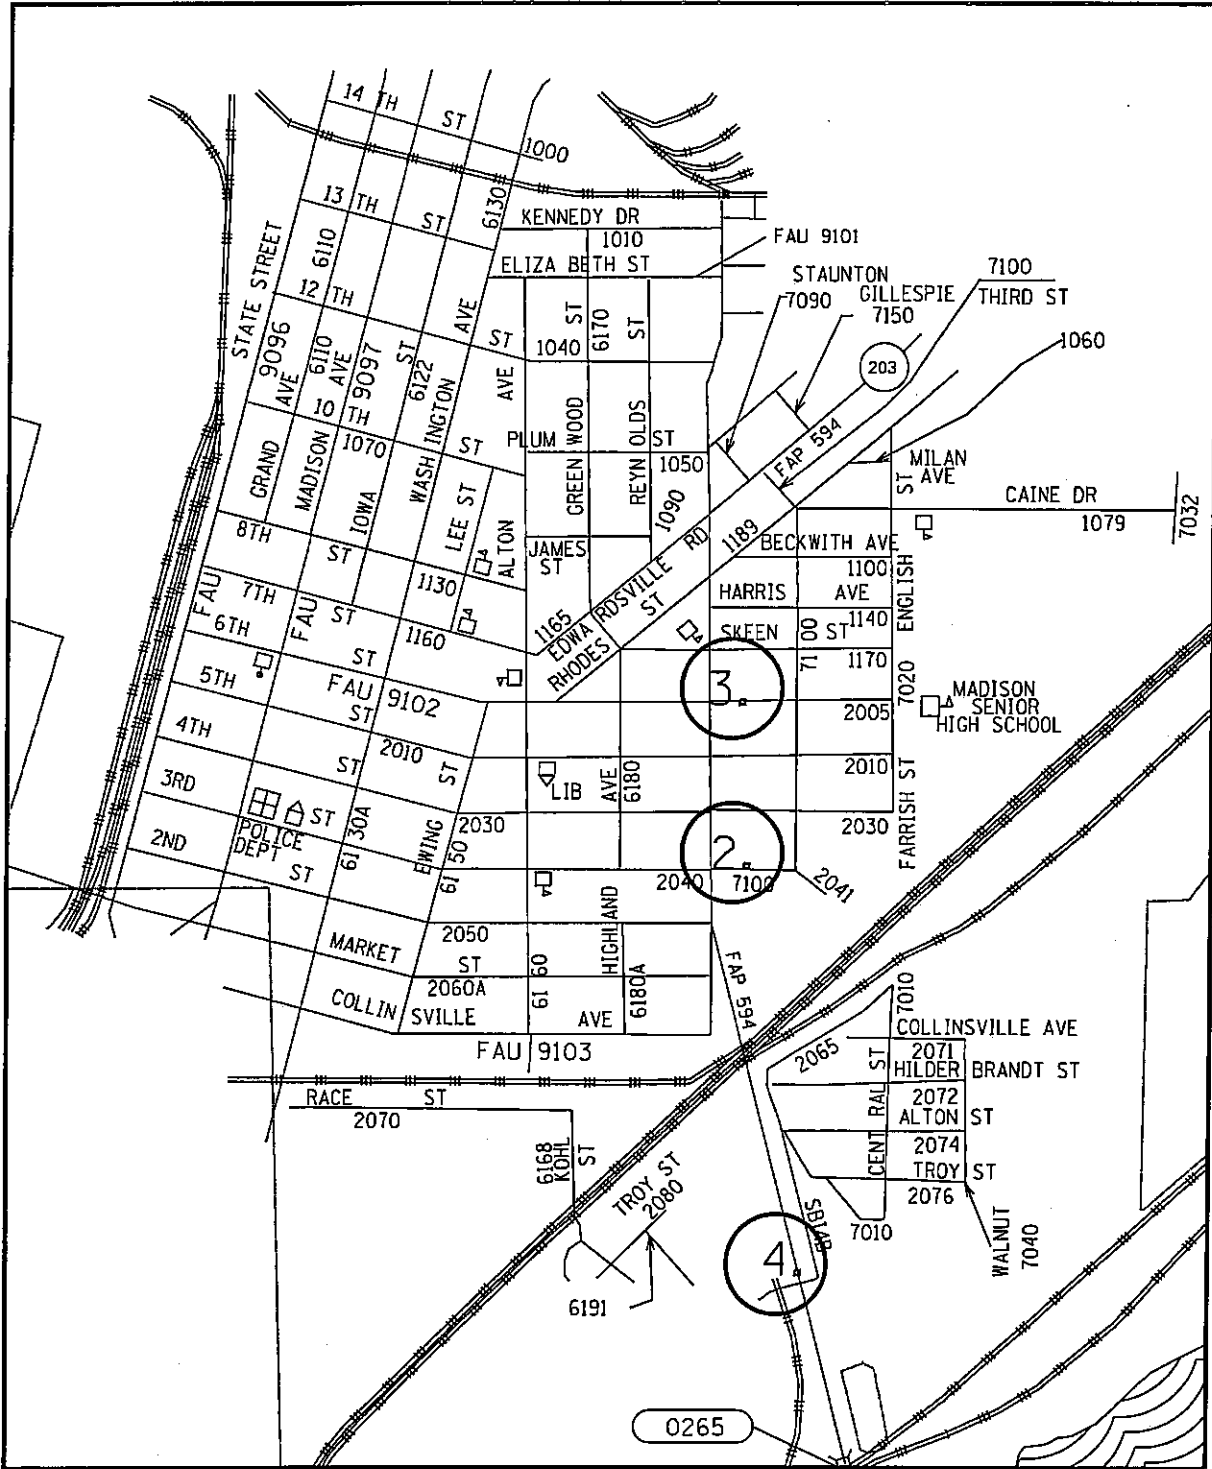 14 TH ST
1000
13 TH ST
6130
KENNEDY DR
1010
FAU 9101
ELIZA BETH ST
STAUNTON
7090
GILLESPIE
7150
7100
THIRD ST
1060
STATE STREET
6110
12 TH ST
9096
6110
9097
ST
6122
AVE
ST
6170
ST
1040
203
AVE
AVE
10 TH ST
1070
WASH INGTON
AVE
PLUM ST
GREEN WOOD
REYN OLDS
1050
FAP 594
GRAND
MADISON
IOWA
LEE ST
ALTON
1090
ST
MILAN
AVE
CAINE DR
1079
7032
8TH ST
1130
JAMES
ST
1189
BECKWITH AVE
1100
ENGLISH
FAU
7TH ST
FAU
1160
1165
EDWA RDSVILLE RD
RHODES ST
HARRIS AVE
1140
SKEEN ST
71 00
1170
6TH ST
7020
5TH ST
FAU 9102
3.
2005
MADISON
SENIOR
HIGH SCHOOL
4TH ST
2010
ST
LIB
AVE
6180
2010
3RD ST
POLICE
DEPT
61 30A
EWING
2030
2030
FARRISH ST
2ND ST
61 50
2.
2040
7100
2041
MARKET ST
2050
HIGHLAND
2060A
61 60
6180A
FAP 594
COLLIN SVILLE AVE
7010
FAU 9103
COLLINSVILLE AVE
2065
2071
HILDER BRANDT ST
RACE ST
2070
2072
CENT RAL ST
ALTON ST
6168
KOHL
ST
2074
TROY ST
2076
TROY ST
2080
SBI4B
7010
WALNUT
7040
4.
6191
0265